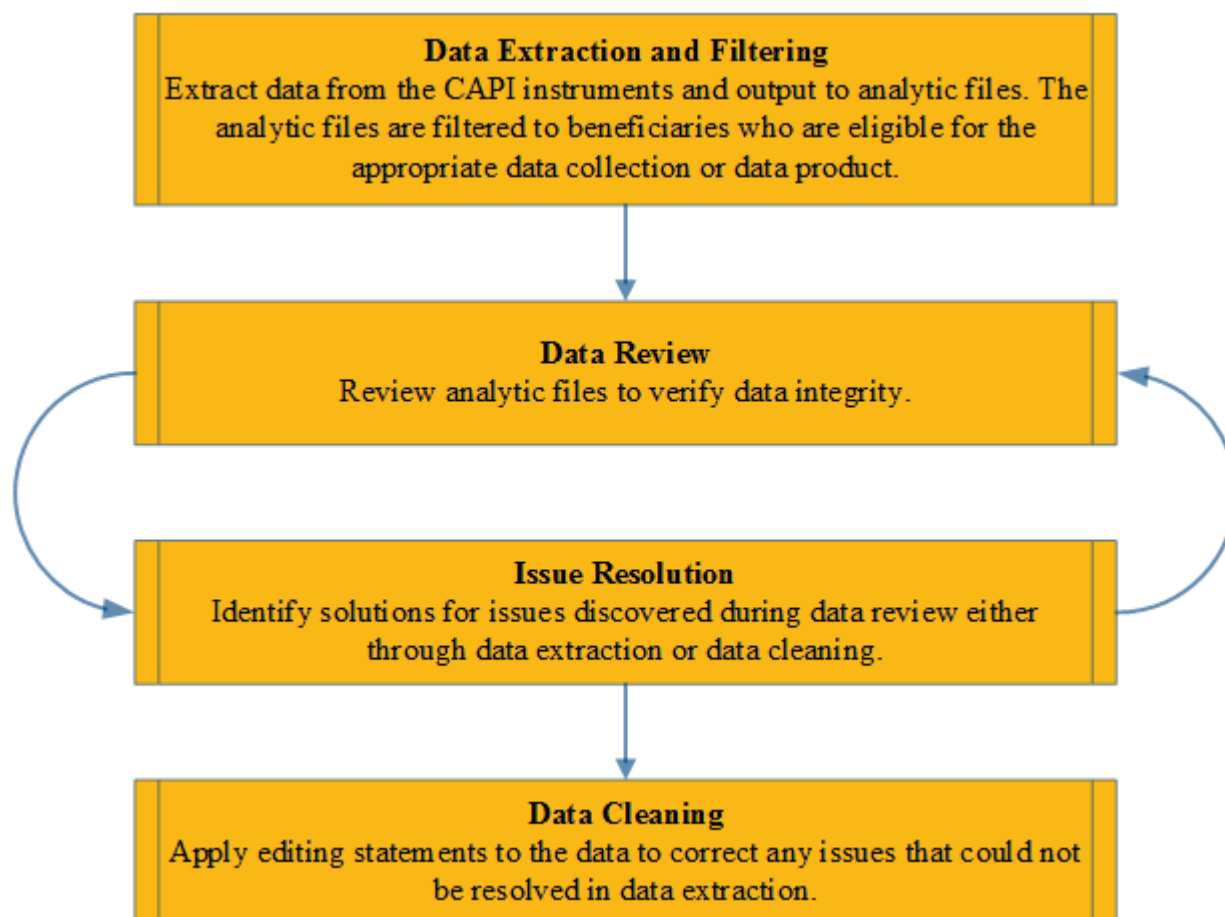 Data Extraction and Filtering
Extract data from the CAPI instruments and output to analytic files. The
analytic files are filtered to beneficiaries who are eligible for the
appropriate data collection or data product.
Data Review
Review analytic files to verify data integrity.
Issue Resolution
Identify solutions for issues discovered during data review either
through data extraction or data cleaning.
Data Cleaning
Apply editing statements to the data to correct any issues that could not
be resolved in data extraction.